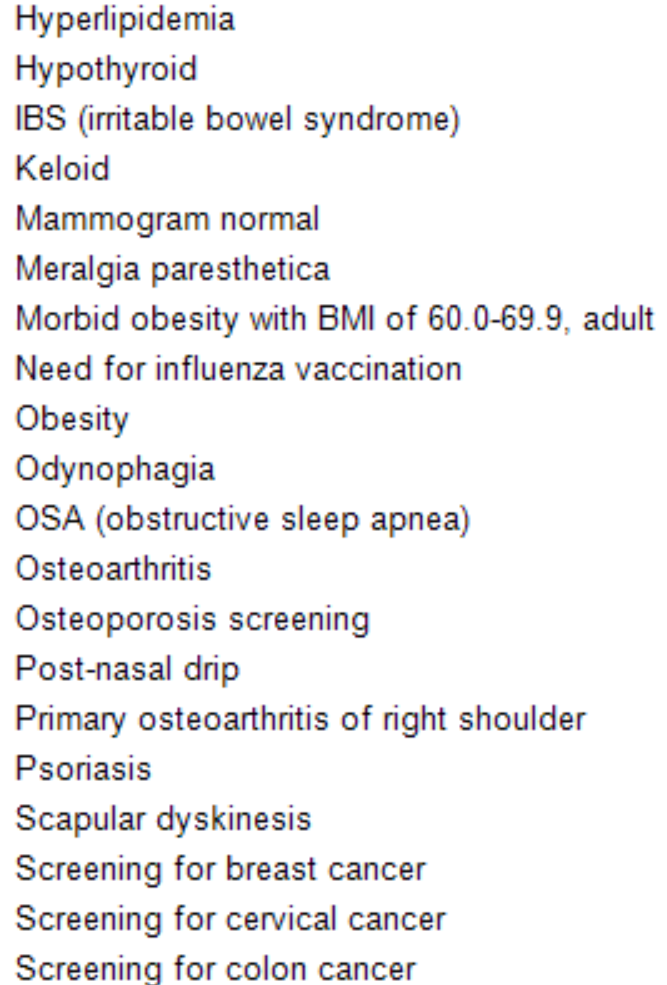 Hyperlipidemia
Hypothyroid
IBS (irritable bowel syndrome)
Keloid
Mammogram normal
Meralgia paresthetica
Morbid obesity with BMI of 60.0-69.9, adult
Need for influenza vaccination
Obesity
Odynophagia
OSA (obstructive sleep apnea)
Osteoarthritis
Osteoporosis screening
Post-nasal drip
Primary osteoarthritis of right shoulder
Psoriasis
Scapular dyskinesis
Screening for breast cancer
Screening for cervical cancer
Screening for colon cancer